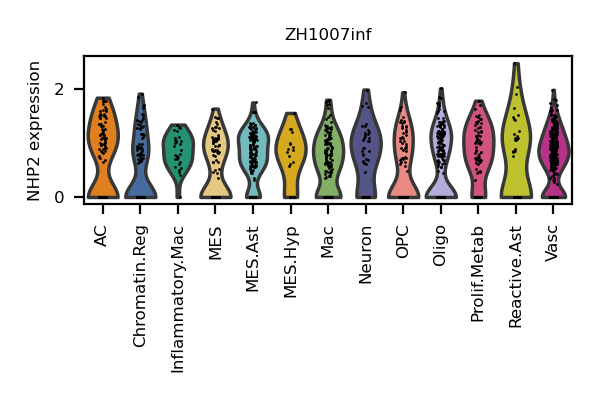 ZH1007inf
NHP2 expression
2
0
AC
Chromatin.Reg
Inflammatory.Mac
MES
MES.Ast
MES.Hyp
Mac
Neuron
OPC
Oligo
Prolif.Metab
Reactive.Ast
Vasc